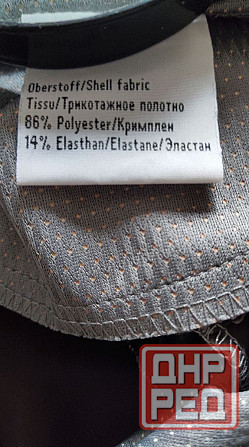 Oberstoff/Shell fabric
Tissu/Трикотажное полотно
86% Polyester/Кримплен
14% Elasthan/Elastane/Эластан
ДНР
РЕД